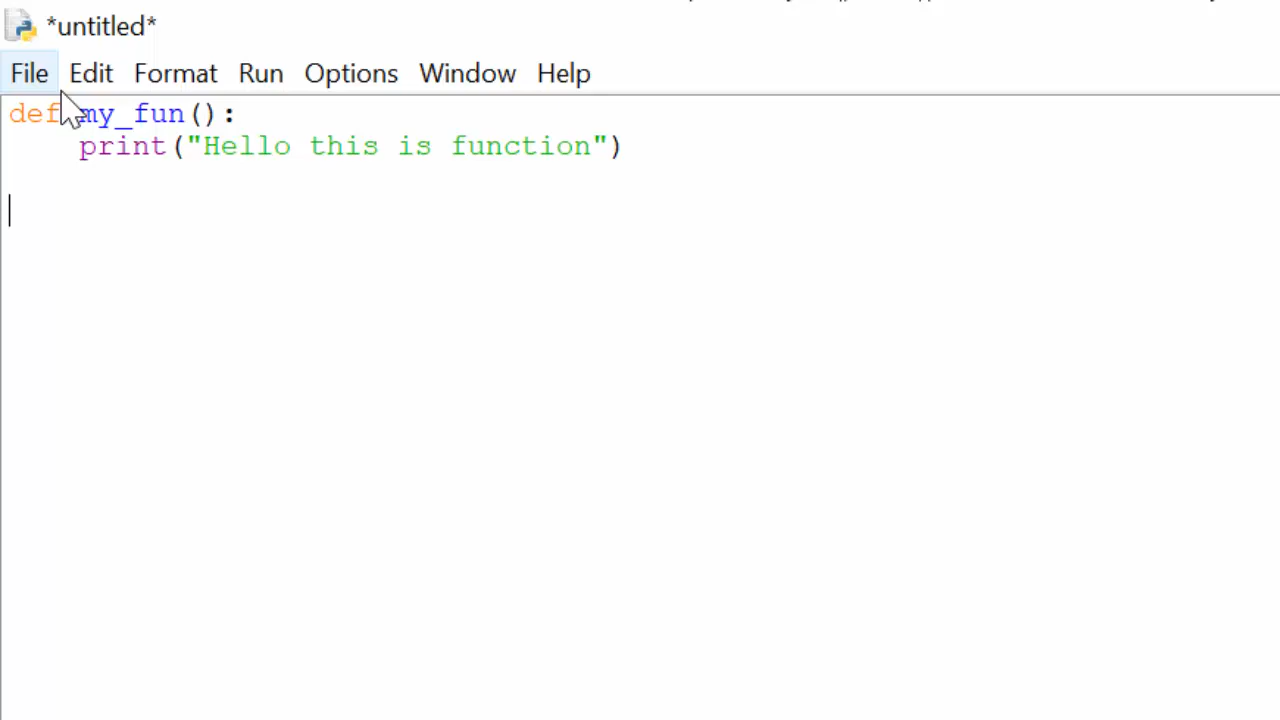 *untitled*
File Edit Format Run Options Window Help
def my_fun():
    print("Hello this is function")